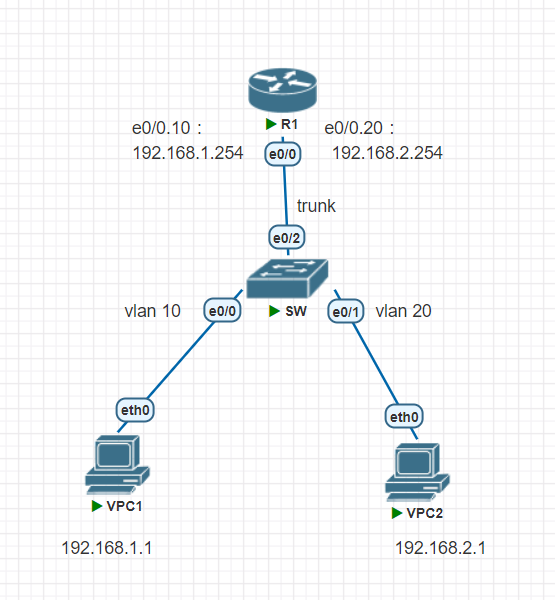 R1
e0/0.10：
192.168.1.254
e0/0.20：
192.168.2.254
e0/0
trunk
e0/2
SW
vlan 10
e0/0
e0/1
vlan 20
eth0
eth0
VPC1
VPC2
192.168.1.1
192.168.2.1